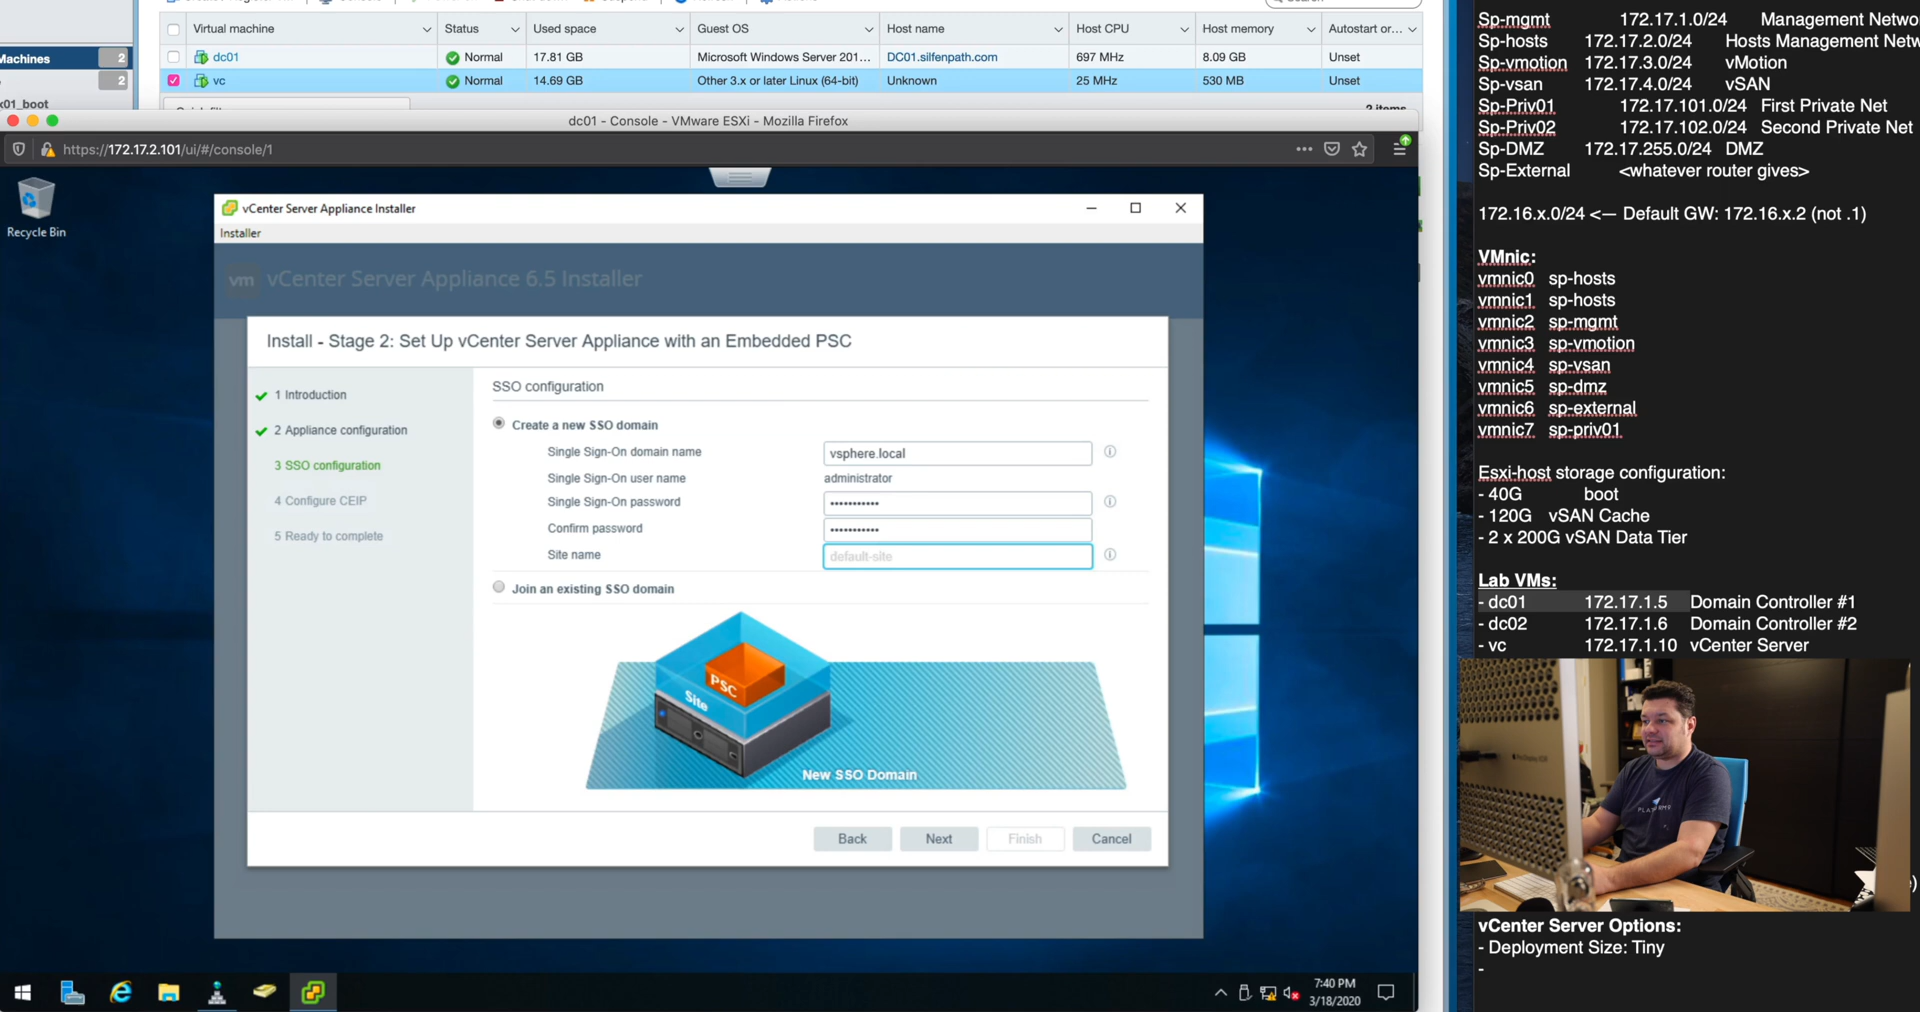 Virtual machine
Status
Used space
Guest OS
Host name
Host CPU
Host memory
Autostart or...
dc01
Normal
17.81 GB
Microsoft Windows Server 201...
DC01.silfenpath.com
697 MHz
8.09 GB
Unset
vc
Normal
14.69 GB
Other 3.x or later Linux (64-bit)
Unknown
25 MHz
530 MB
Unset
Machines
2
2
x01_boot
2 items
dc01 - Console - VMware ESXi - Mozilla Firefox
https://172.17.2.101/ui/#/console/1
Recycle Bin
vCenter Server Appliance Installer
Installer
vm vCenter Server Appliance 6.5 Installer
Install - Stage 2: Set Up vCenter Server Appliance with an Embedded PSC
1 Introduction
2 Appliance configuration
3 SSO configuration
4 Configure CEIP
5 Ready to complete
SSO configuration
Create a new SSO domain
Single Sign-On domain name
vsphere.local
Single Sign-On user name
administrator
Single Sign-On password
•••••••••••
Confirm password
•••••••••••
Site name
default-site
Join an existing SSO domain
PSC
Site
New SSO Domain
Back
Next
Finish
Cancel
7:40 PM
3/18/2020
Sp-mgmt 172.17.1.0/24 Management Netwo
Sp-hosts 172.17.2.0/24 Hosts Management Netw
Sp-vmotion 172.17.3.0/24 vMotion
Sp-vsan 172.17.4.0/24 vSAN
Sp-Priv01 172.17.101.0/24 First Private Net
Sp-Priv02 172.17.102.0/24 Second Private Net
Sp-DMZ 172.17.255.0/24 DMZ
Sp-External <whatever router gives>
172.16.x.0/24 <— Default GW: 172.16.x.2 (not .1)
VMnic:
vmnic0 sp-hosts
vmnic1 sp-hosts
vmnic2 sp-mgmt
vmnic3 sp-vmotion
vmnic4 sp-vsan
vmnic5 sp-dmz
vmnic6 sp-external
vmnic7 sp-priv01
Esxi-host storage configuration:
- 40G boot
- 120G vSAN Cache
- 2 x 200G vSAN Data Tier
Lab VMs:
- dc01 172.17.1.5 Domain Controller #1
- dc02 172.17.1.6 Domain Controller #2
- vc 172.17.1.10 vCenter Server
vCenter Server Options:
- Deployment Size: Tiny
-